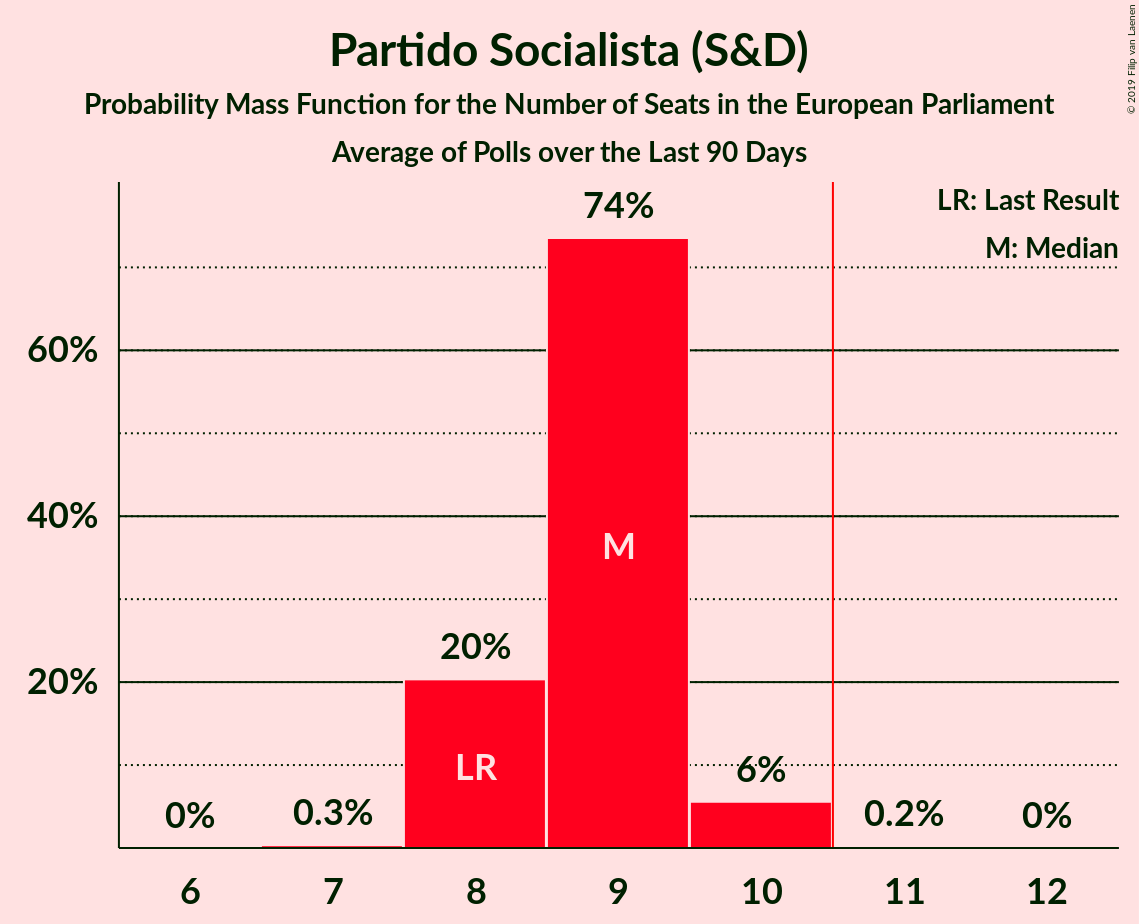 Partido Socialista (S&D)
Probability Mass Function for the Number of Seats in the European Parliament
Average of Polls over the Last 90 Days
© 2019 Filip van Laenen
LR: Last Result
M: Median
74%
60%
M
40%
20%
20%
LR
6%
0%
0.3%
0.2%
0%
6 7 8 9 10 11 12